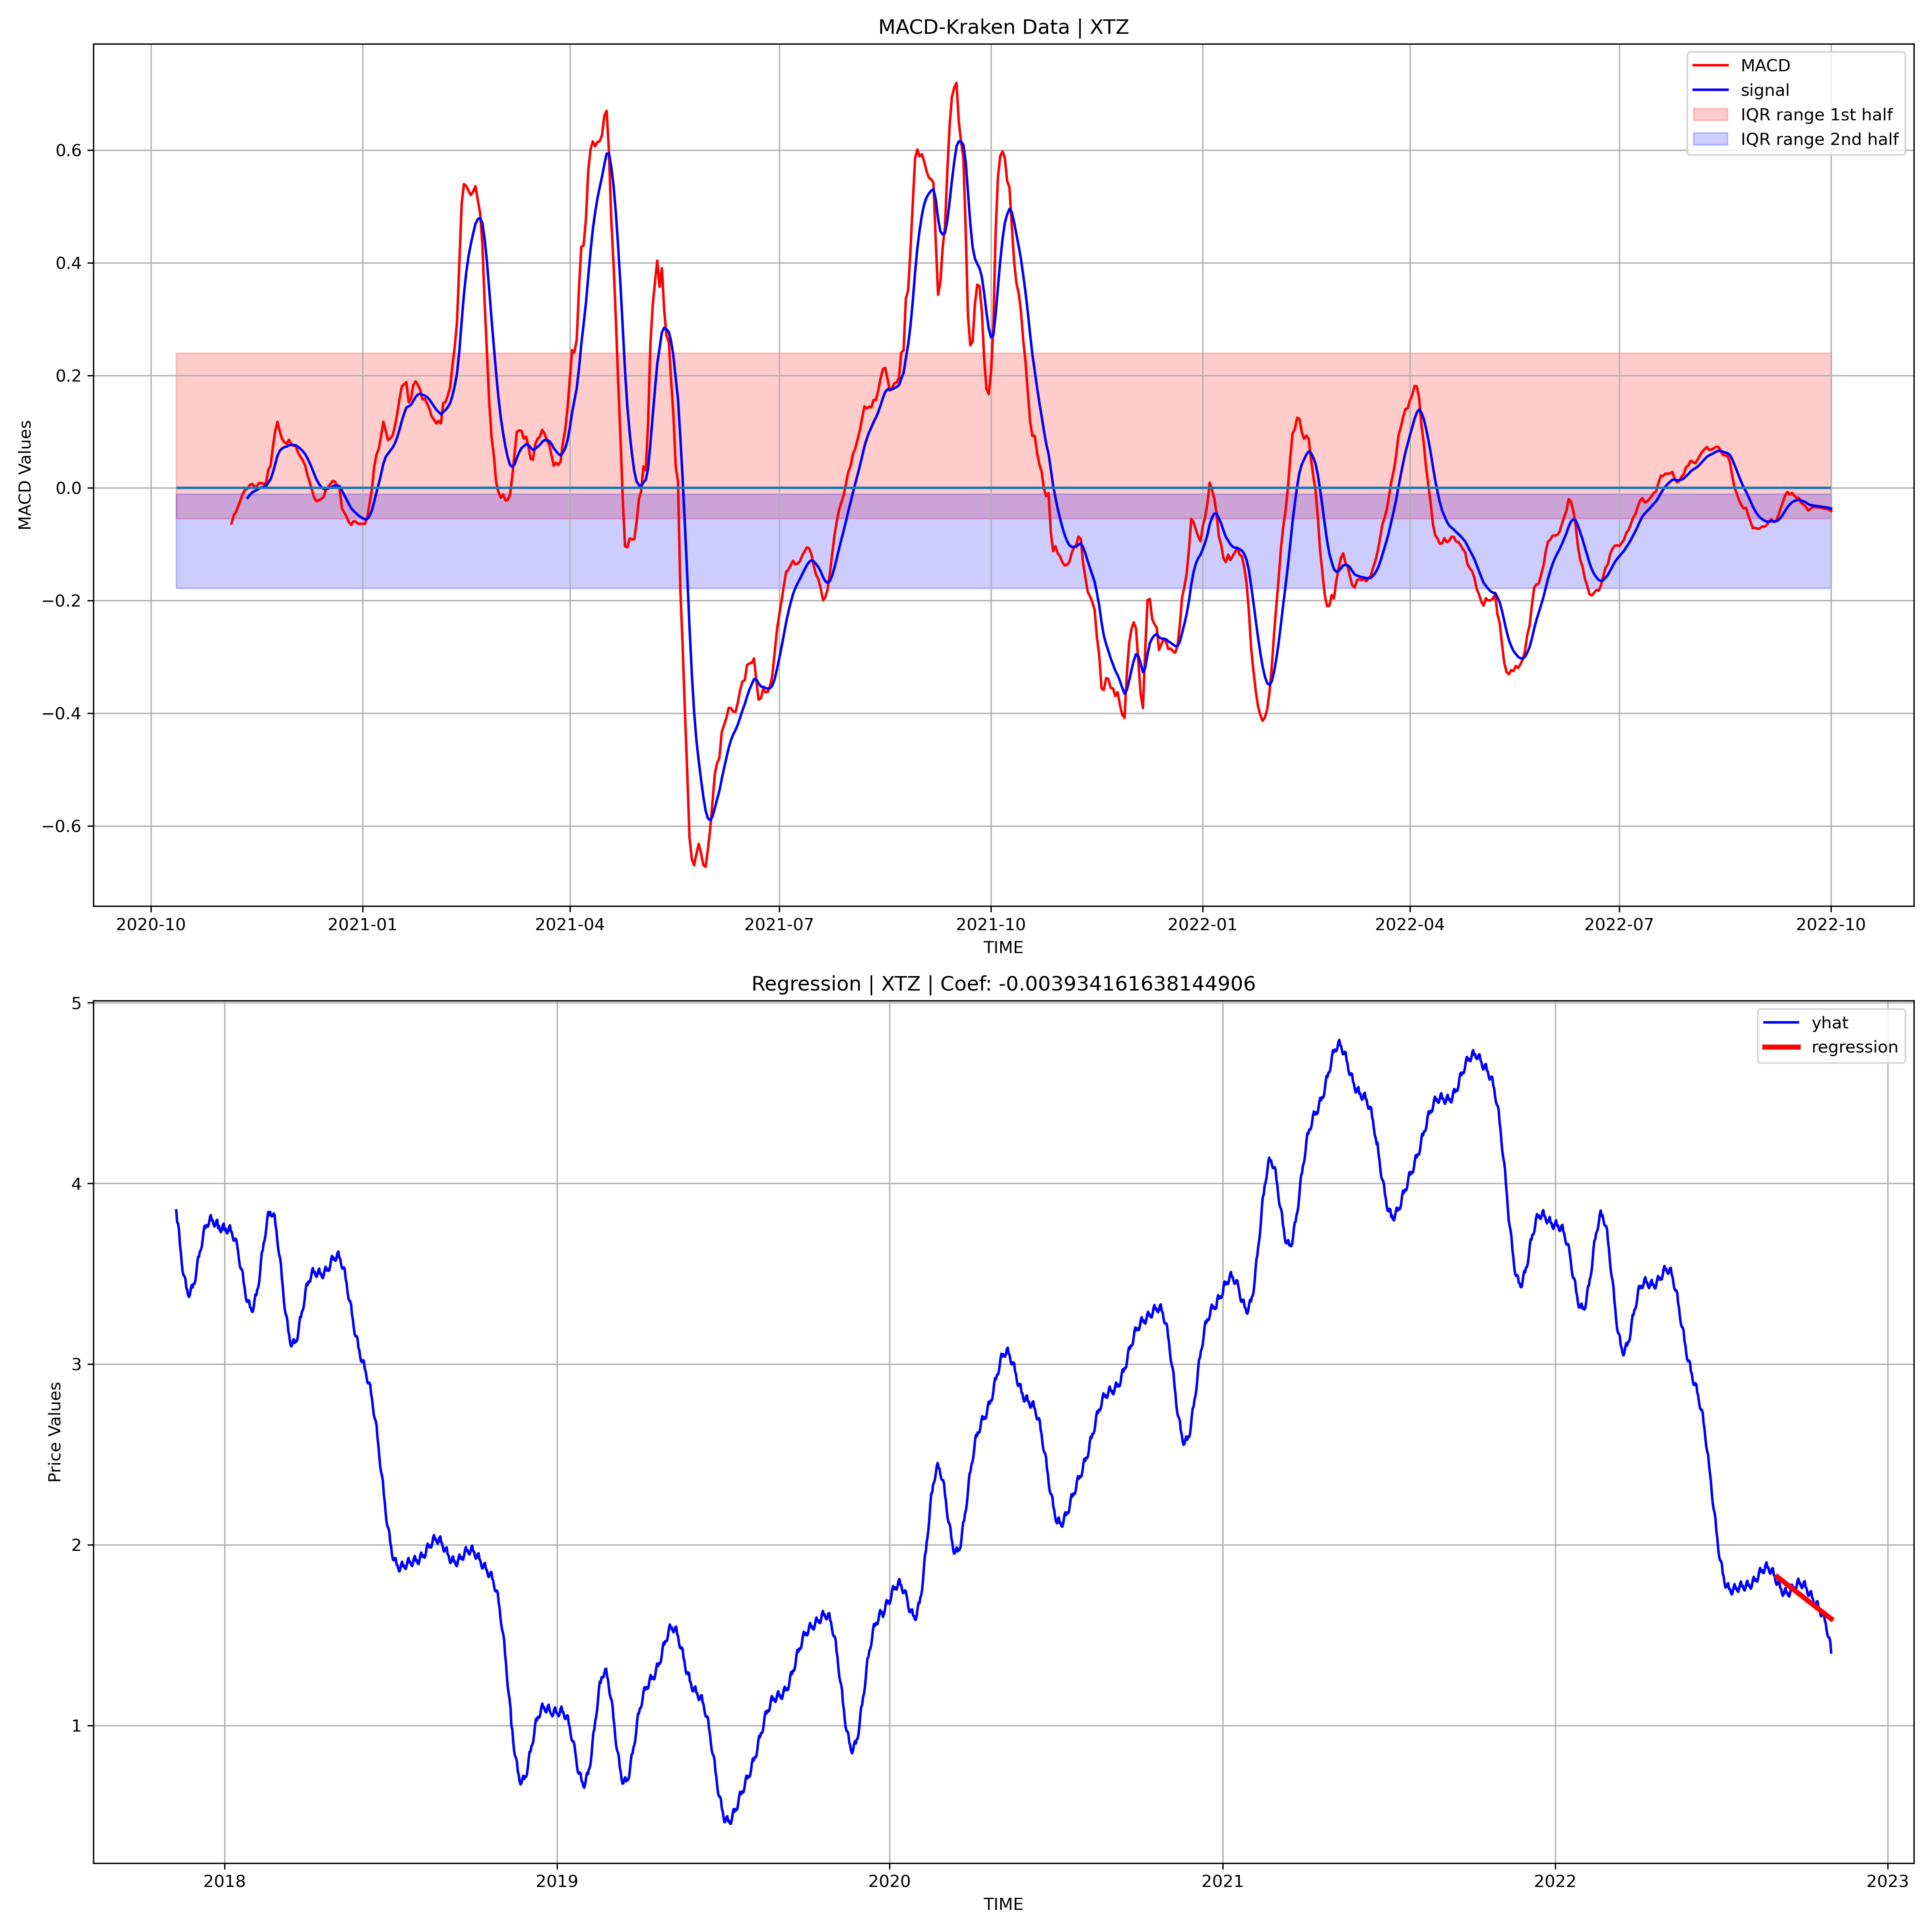 MACD-Kraken Data | XTZ
MACD
signal
IQR range 1st half
IQR range 2nd half
MACD Values
0.6
0.4
0.2
0.0
−0.2
−0.4
−0.6
2020-10 2021-01 2021-04 2021-07 2021-10 2022-01 2022-04 2022-07 2022-10
TIME
Regression | XTZ | Coef: -0.003934161638144906
yhat
regression
Price Values
5
4
3
2
1
2018 2019 2020 2021 2022 2023
TIME